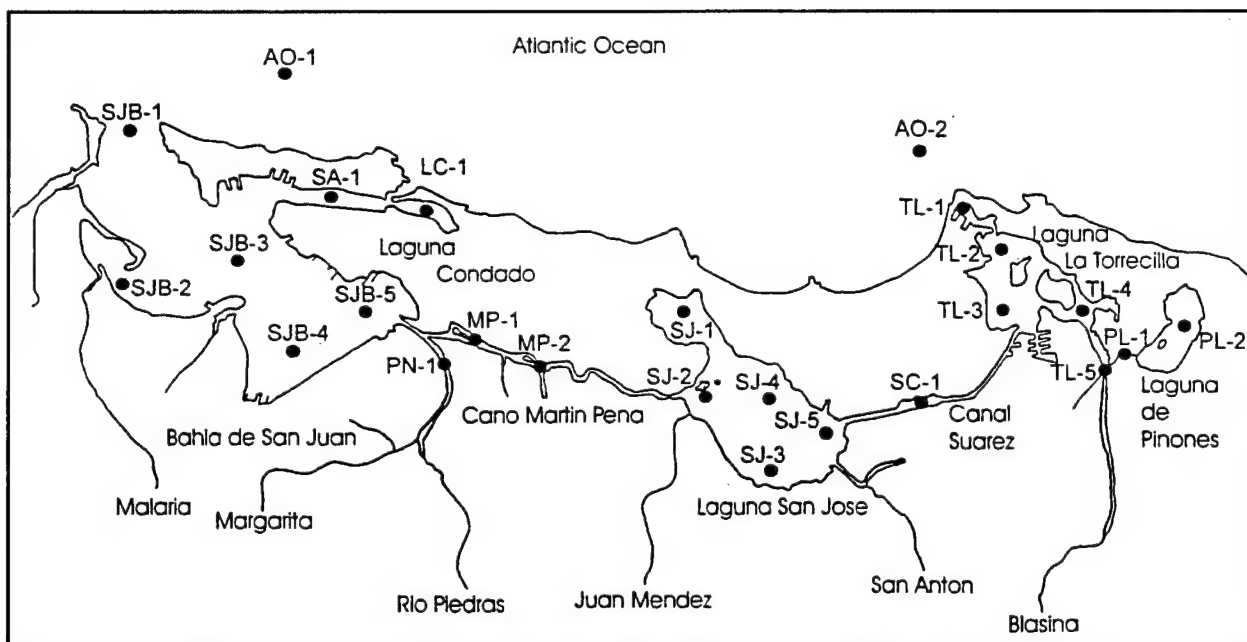 Atlantic Ocean
AO-1
SJB-1
AO-2
LC-1
SA-1
TL-1
Laguna
Condado
SJB-3
TL-2
Laguna
La Torrecilla
SJB-2
SJB-5
TL-3
TL-4
SJ-1
MP-1
SJB-4
MP-2
PL-1
PL-2
PN-1
SJ-2
SJ-4
SC-1
TL-5
Laguna
de
Pinones
Cano Martin Pena
Canal
Suarez
SJ-5
Bahia de San Juan
SJ-3
Malaria
Margarita
Laguna San Jose
San Anton
Rio Piedras
Juan Mendez
Blasina